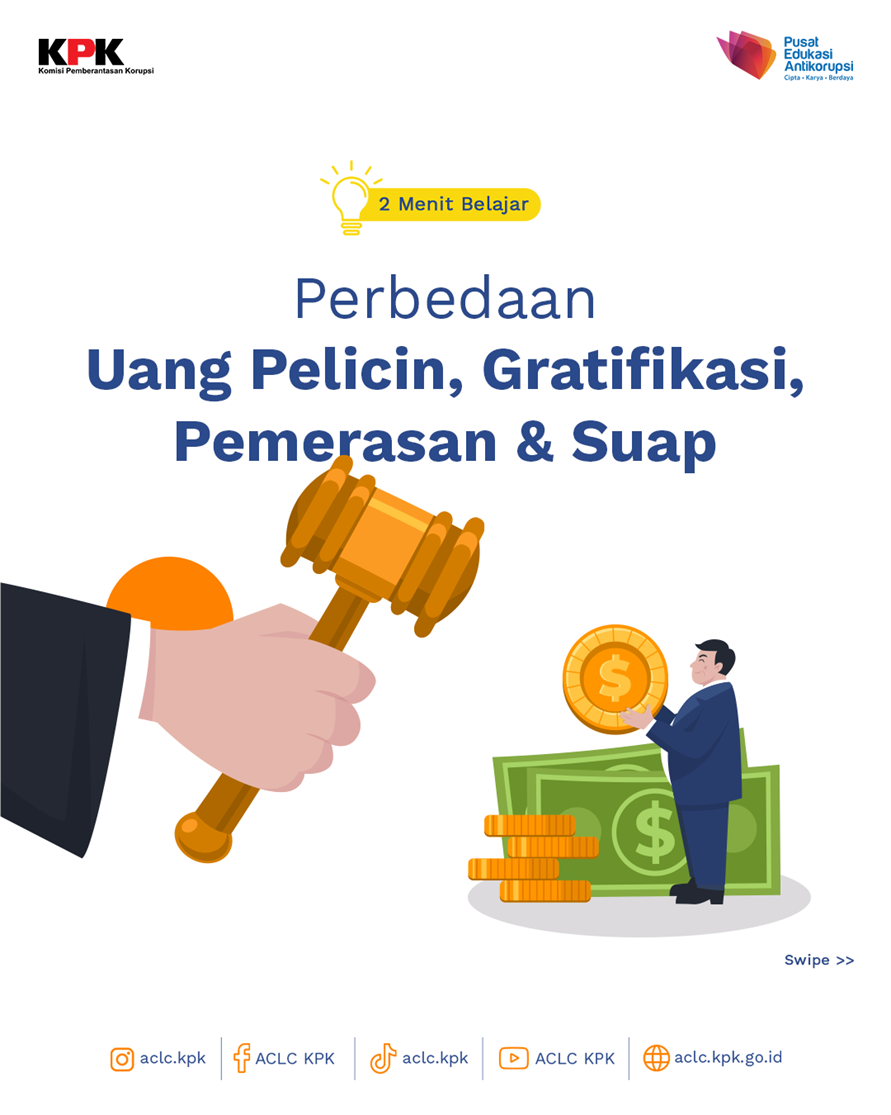 KPK
Komisi Pemberantasan Korupsi
Pusat
Edukasi
Antikorupsi
Cipta • Karya • Berdaya
2 Menit Belajar
Perbedaan
Uang Pelicin, Gratifikasi,
Pemerasan & Suap
$
$
Swipe >>
aclc.kpk
ACLC KPK
aclc.kpk
ACLC KPK
aclc.kpk.go.id